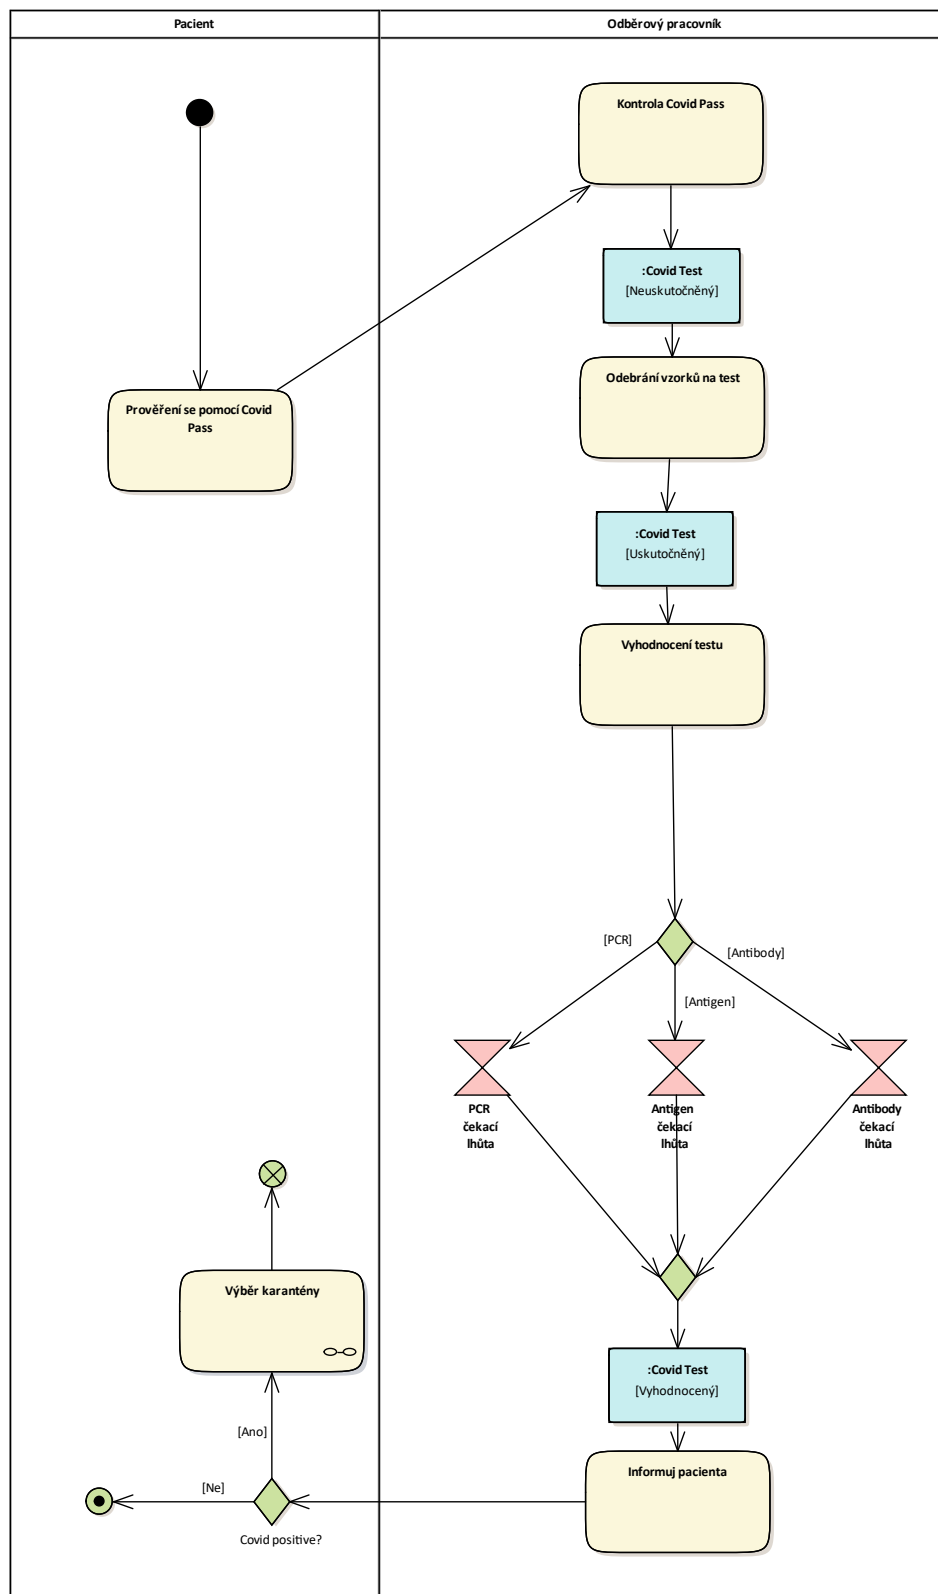 Pacient
Odběrový pracovník
Kontrola Covid Pass
:Covid Test
[Neuskutočněný]
Prověření se pomocí Covid
Pass
Odebrání vzorků na test
:Covid Test
[Uskutočněný]
Vyhodnocení testu
[PCR]
[Antibody]
[Antigen]
PCR
čekací
lhůta
Antigen
čekací
lhůta
Antibody
čekací
lhůta
Výběr karantény
:Covid Test
[Vyhodnocený]
[Ano]
Informuj pacienta
[Ne]
Covid positive?